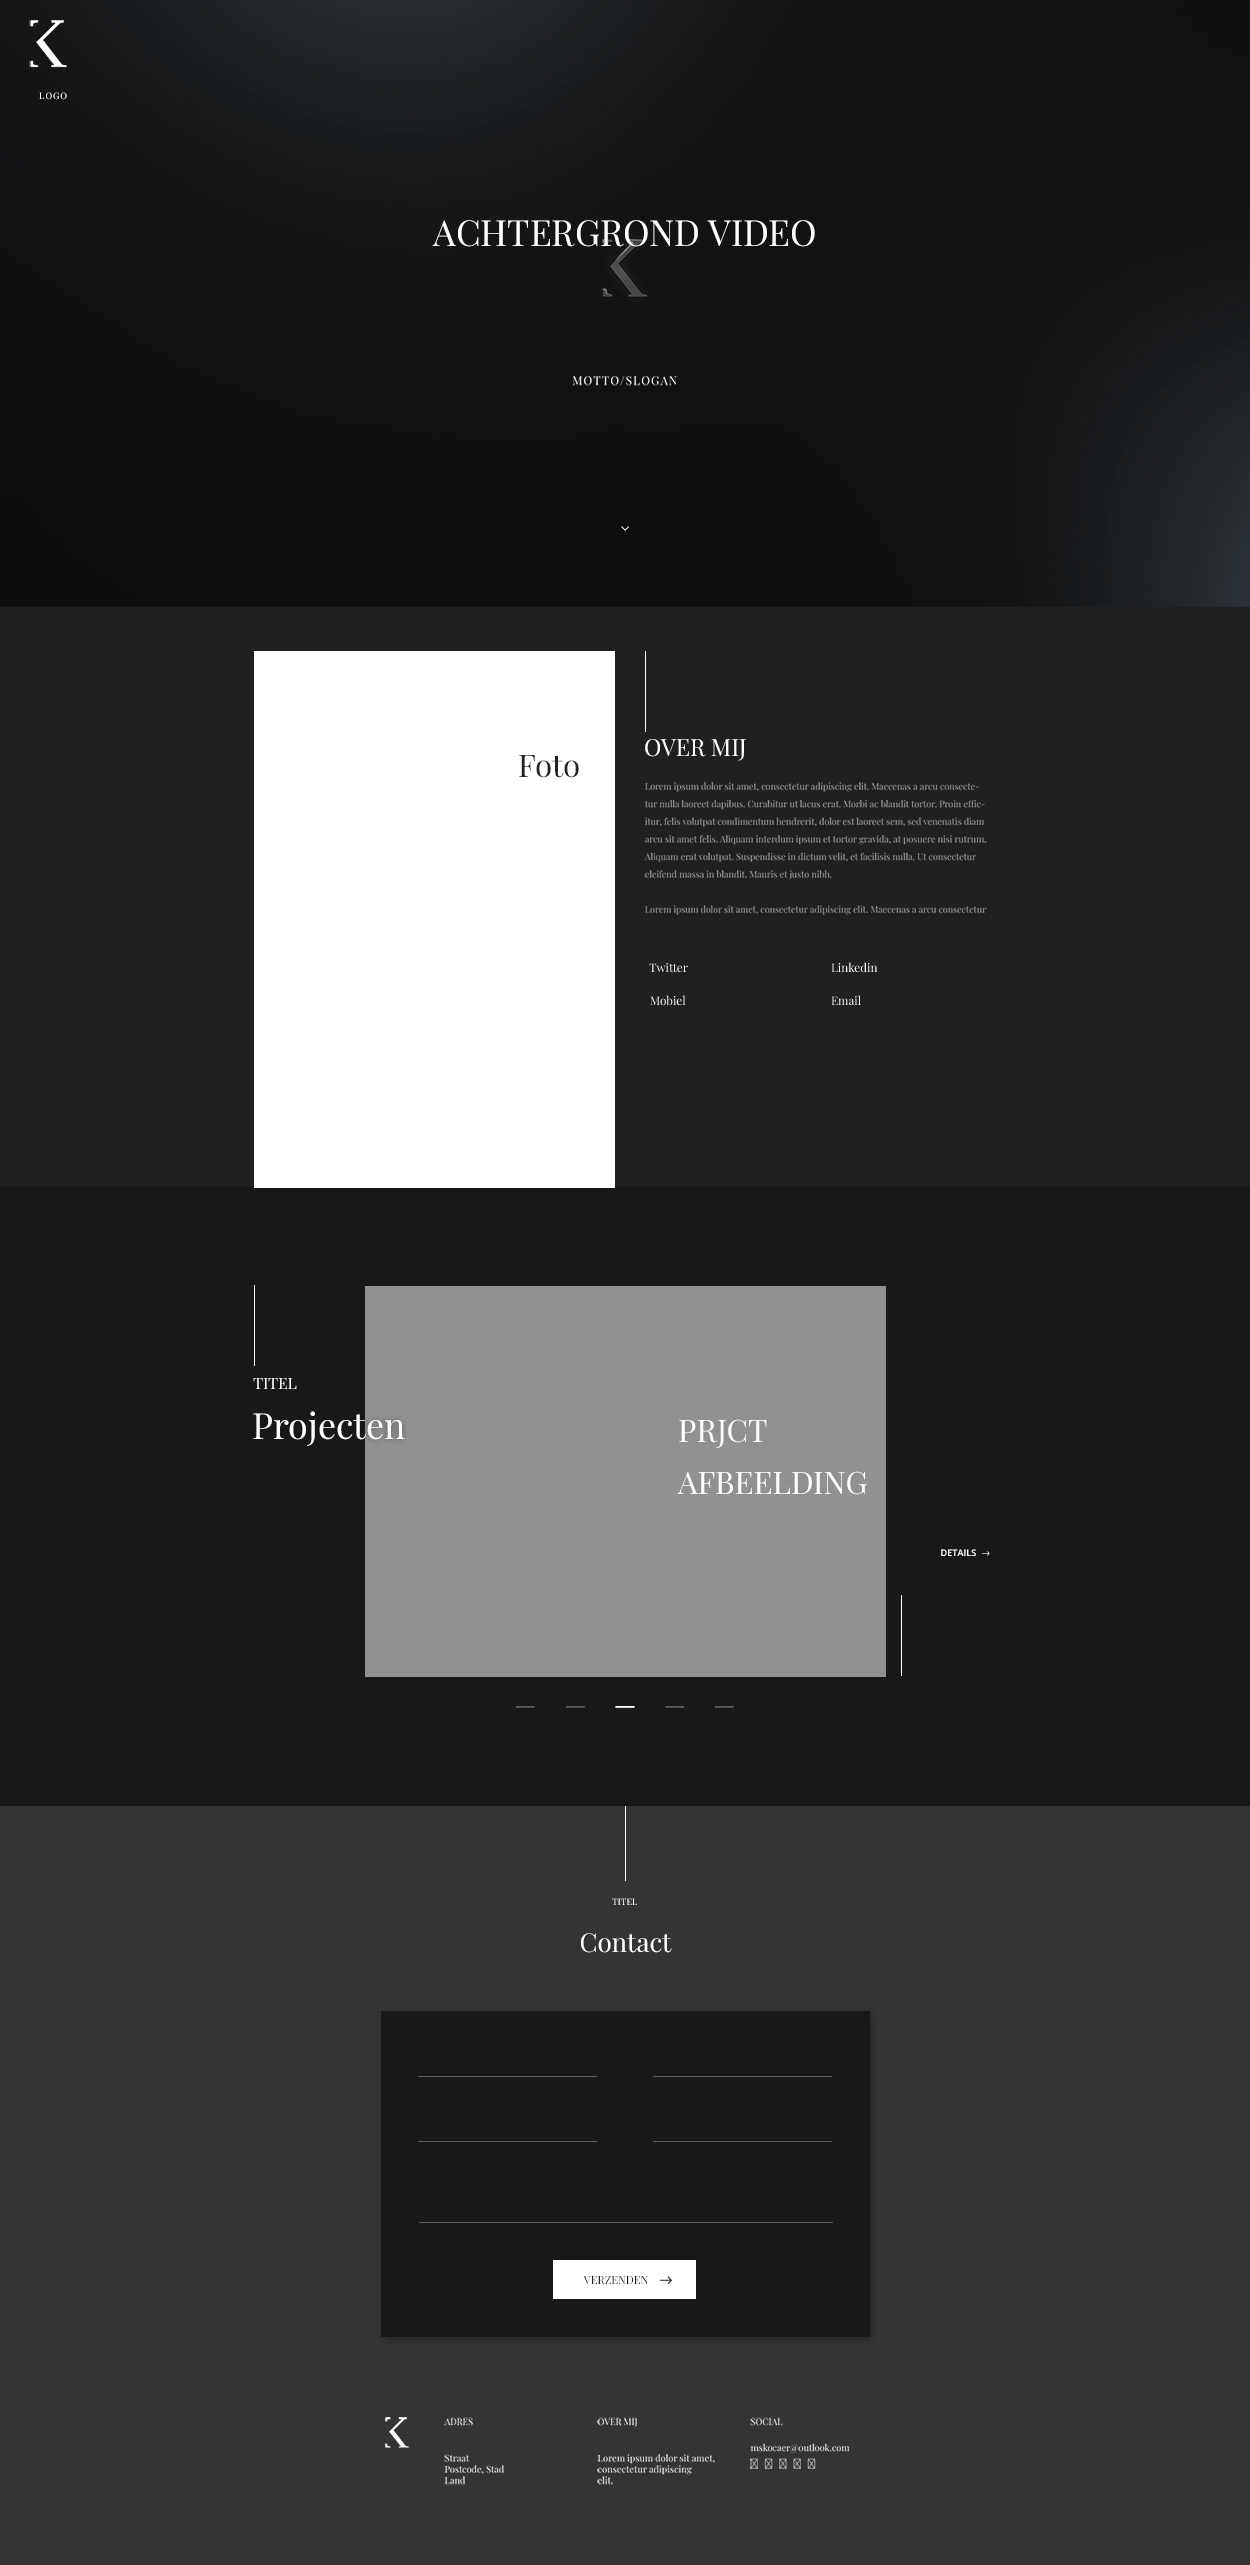 K
LOGO
ACHTERGROND VIDEO
K
MOTTO/SLOGAN
Foto
OVER MIJ
Lorem ipsum dolor sit amet, consectetur adipiscing elit. Maecenas a arcu consecte-
tur nulla laoreet dapibus. Curabitur ut lacus erat. Morbi ac blandit tortor. Proin effic-
itur, felis volutpat condimentum hendrerit, dolor est laoreet sem, sed venenatis diam
arcu sit amet felis. Aliquam interdum ipsum et tortor gravida, at posuere nisi rutrum.
Aliquam erat volutpat. Suspendisse in dictum velit, et facilisis nulla. Ut consectetur
eleifend massa in blandit. Mauris et justo nibh.
Lorem ipsum dolor sit amet, consectetur adipiscing elit. Maecenas a arcu consectetur
Twitter
Linkedin
Mobiel
Email
TITEL
Projecten
PRJCT
AFBEELDING
DETAILS →
TITEL
Contact
VERZENDEN →
K
ADRES
Straat
Postcode, Stad
Land
OVER MIJ
Lorem ipsum dolor sit amet,
consectetur adipiscing
elit.
SOCIAL
mskocaer@outlook.com